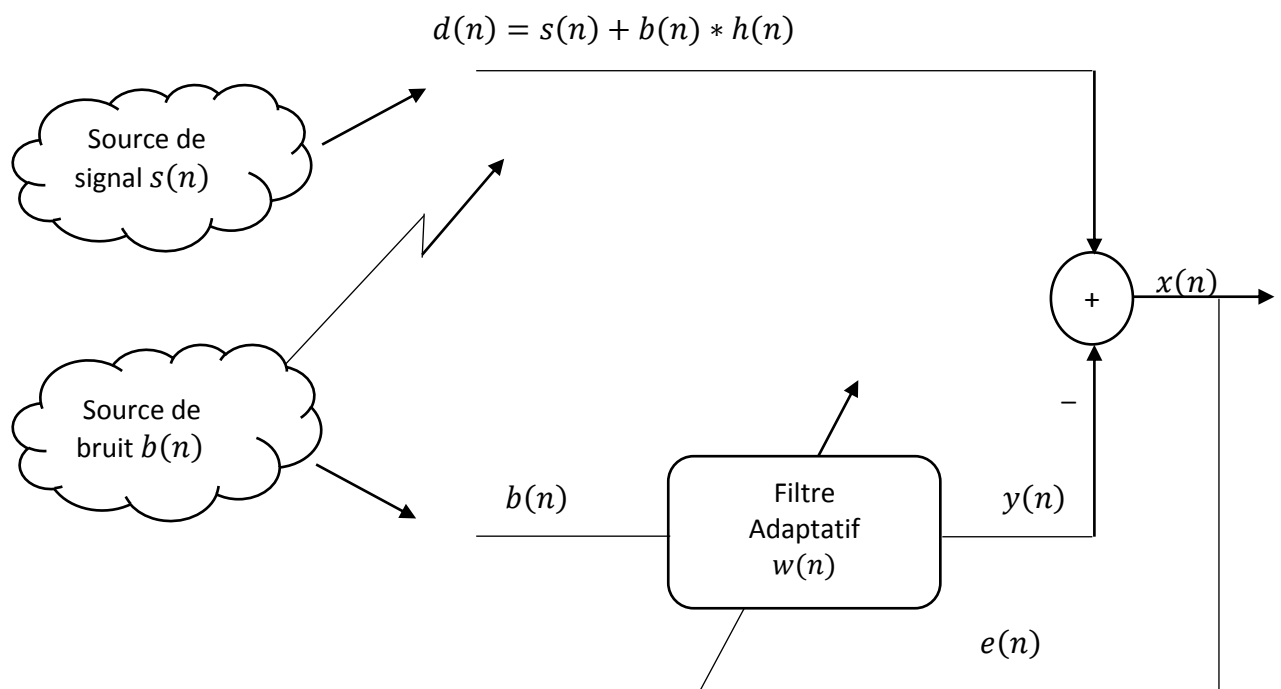 d(n) = s(n) + b(n) ∗ h(n)
Source de
signal s(n)
+
x(n)
Source de
bruit b(n)
−
b(n)
Filtre
Adaptatif
w(n)
y(n)
e(n)